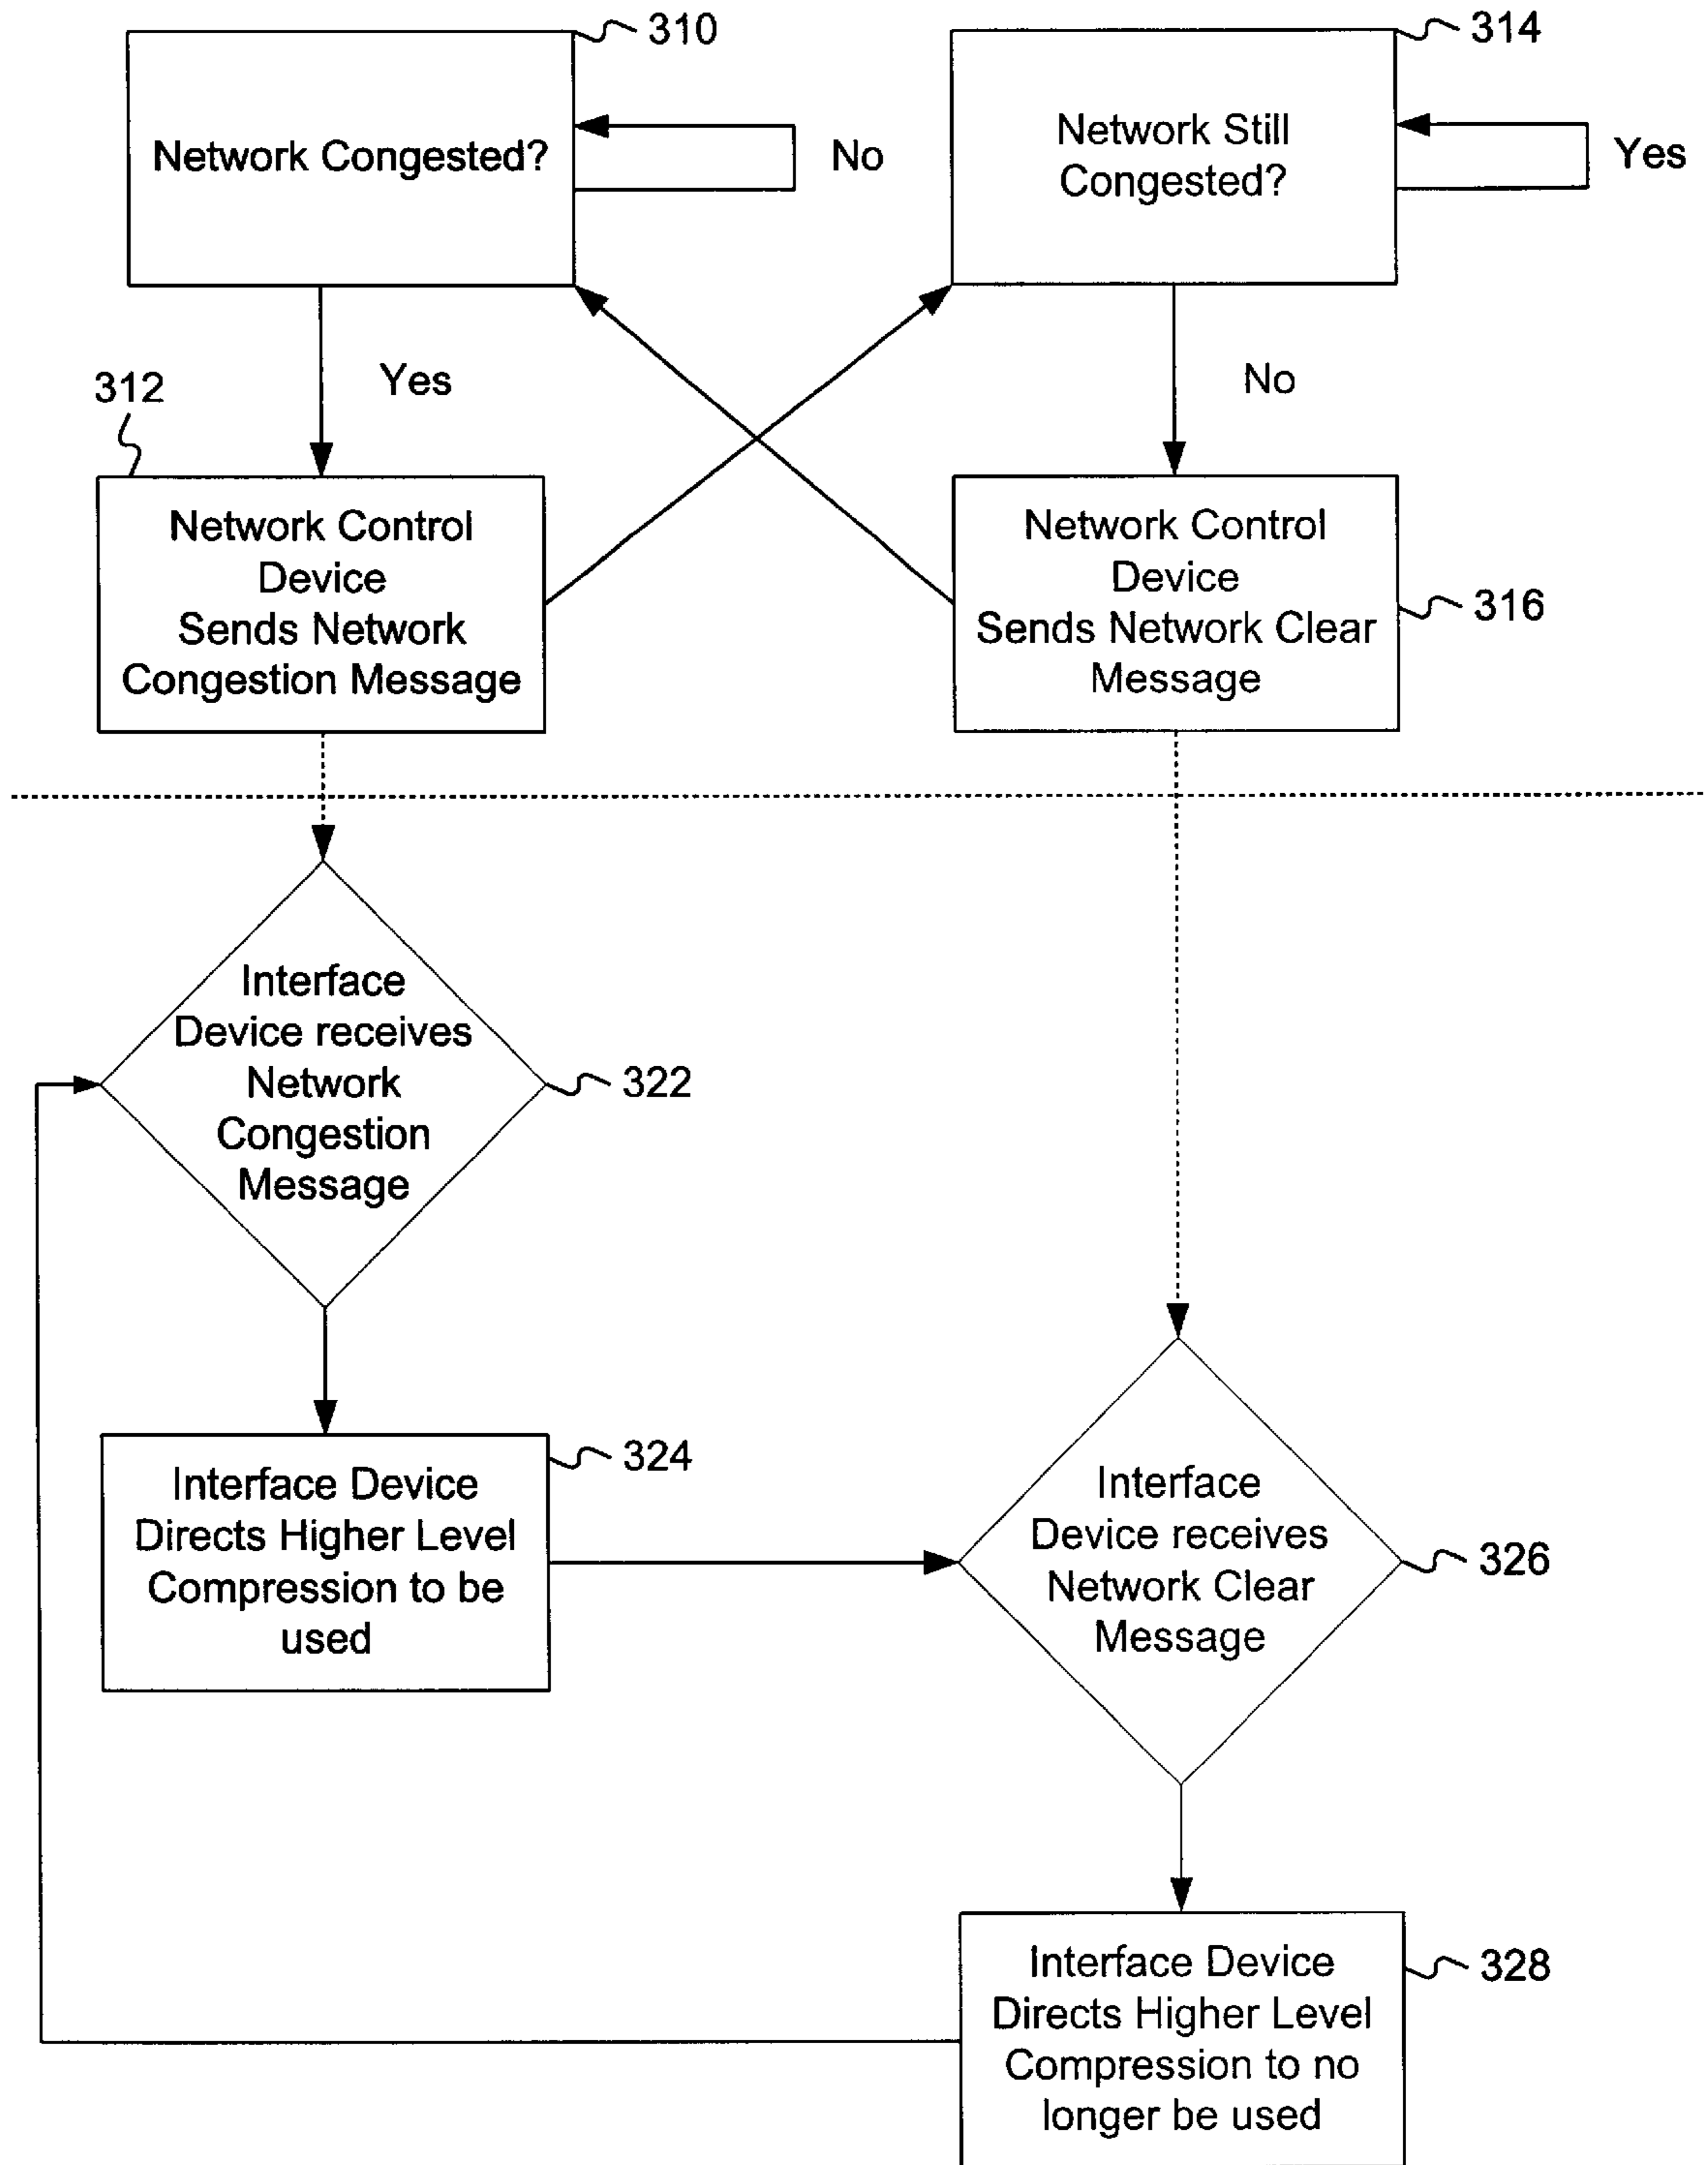 310
314
Network Congested?
No
Network Still
Congested?
Yes
312
Yes
No
Network Control
Device
Sends Network
Congestion Message
Network Control
Device
Sends Network Clear
Message
316
Interface
Device receives
Network
Congestion
Message
322
324
Interface Device
Directs Higher Level
Compression to be
used
Interface
Device receives
Network Clear
Message
326
Interface Device
Directs Higher Level
Compression to no
longer be used
328